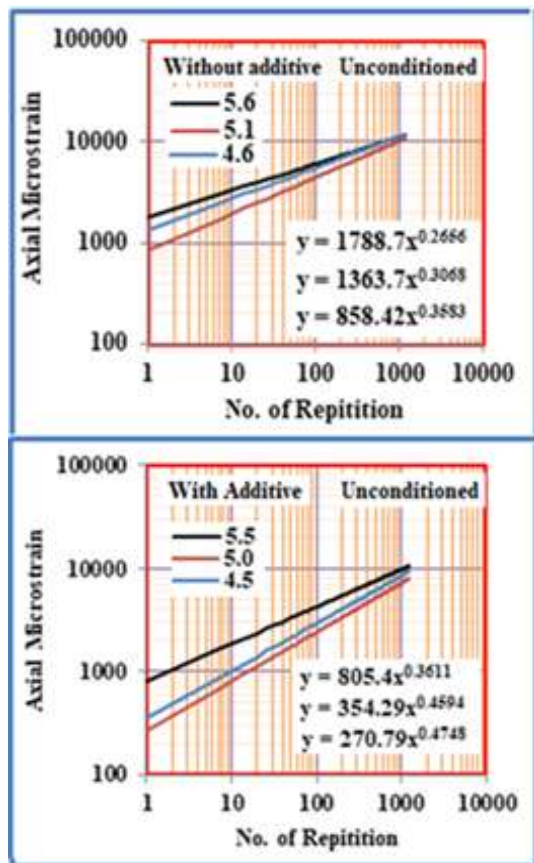 100000
Without additive Unconditioned
5.6
5.1
4.6
10000
1000
100
Axial Microstrain
y = 1788.7x^0.2666
y = 1363.7x^0.3068
y = 858.42x^0.3583
1 10 100 1000 10000
No. of Repitition
100000
With Additive Unconditioned
5.5
5.0
4.5
10000
1000
100
Axial Microstrain
y = 805.4x^0.3611
y = 354.29x^0.4594
y = 270.79x^0.4748
1 10 100 1000 10000
No. of Repitition